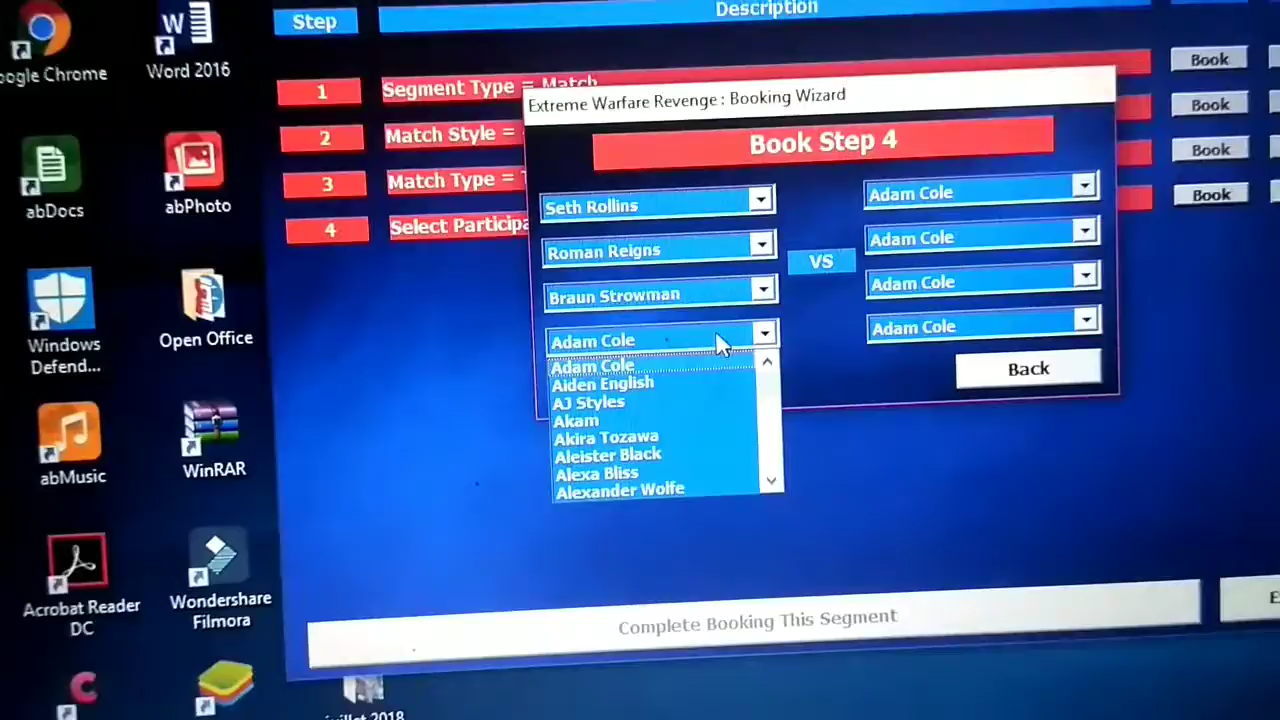 Step
Description
oogle Chrome
Word 2016
1
Segment Type = Match
Book
2
Match Style =
Book
3
Match Type =
Book
4
Select Participa
Book
Extreme Warfare Revenge : Booking Wizard
Book Step 4
Seth Rollins
Roman Reigns
Braun Strowman
Adam Cole
VS
Adam Cole
Adam Cole
Adam Cole
Adam Cole
Back
Adam Cole
Aiden English
AJ Styles
Akam
Akira Tozawa
Aleister Black
Alexa Bliss
Alexander Wolfe
abDocs
abPhoto
Windows
Defend...
Open Office
abMusic
WinRAR
Acrobat Reader
DC
Wondershare
Filmora
Complete Booking This Segment
E
juillet 2018